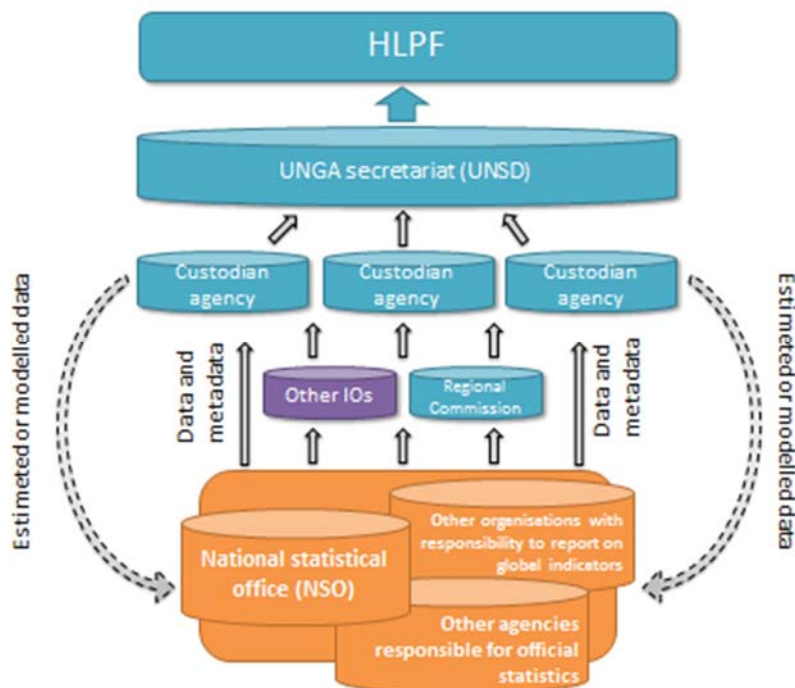 HLPF
UNGA secretariat (UNSD)
Custodian
agency
Custodian
agency
Custodian
agency
Estimeted or modelled data
Estimeted or modelled data
Data and
metadata
Other IOs
Regional
Commission
Data and
metadata
National statistical
office (NSO)
Other organisations with
responsibility to report on
global indicators
Other agencies
responsible for official
statistics